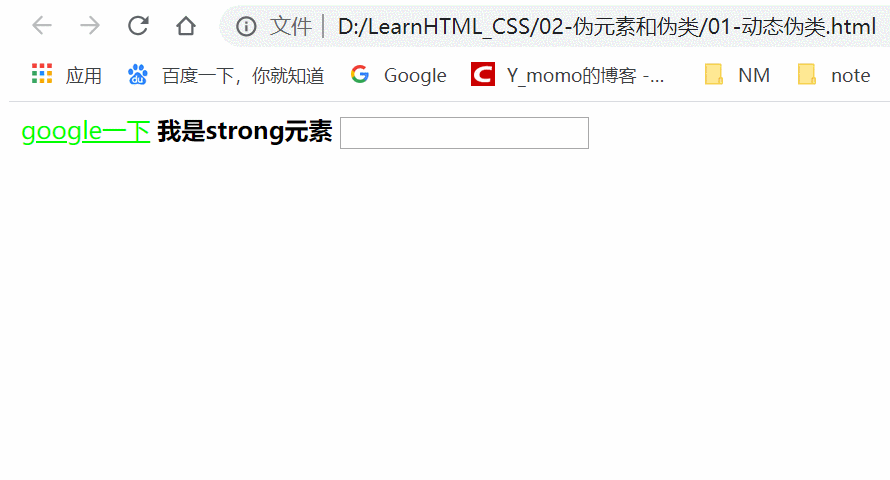 文件 | D:/LearnHTML_CSS/02-伪元素和伪类/01-动态伪类.html
应用 百度一下，你就知道 Google Y_momo的博客 -... NM note
google一下 我是strong元素